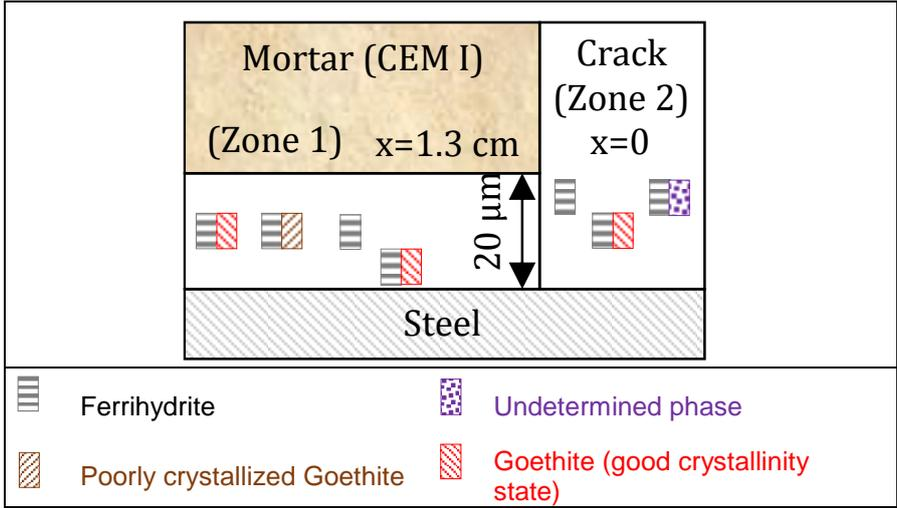 Mortar (CEM I)
(Zone 1) x=1.3 cm
Crack
(Zone 2)
x=0
20 µm
Steel
Ferrihydrite
Undetermined phase
Poorly crystallized Goethite
Goethite (good crystallinity
state)